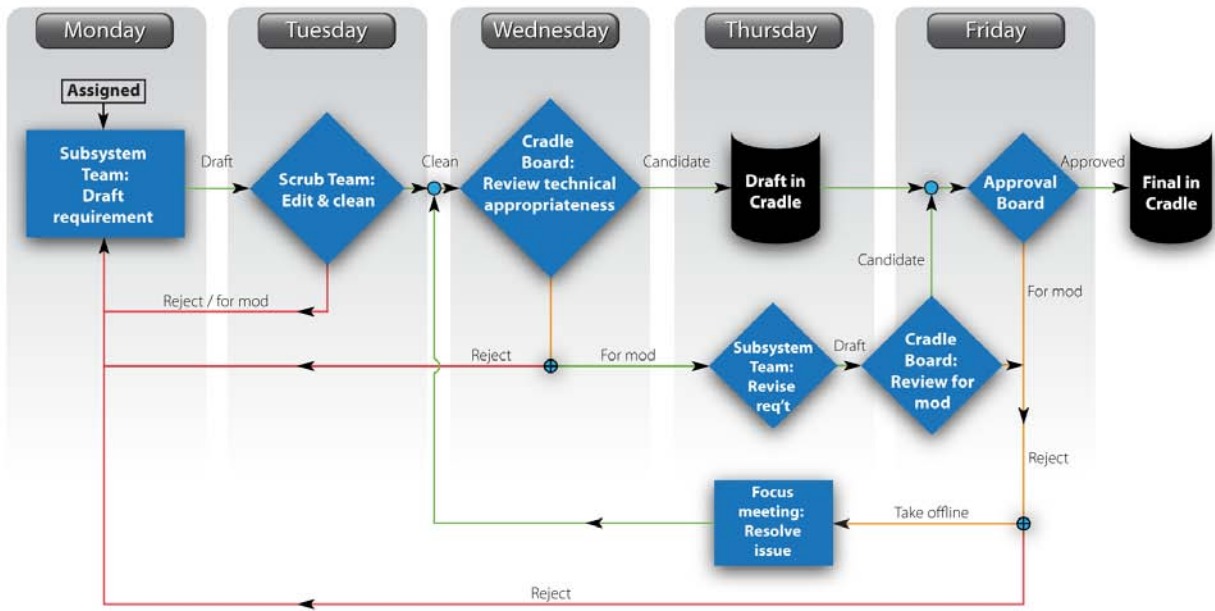 Monday
Tuesday
Wednesday
Thursday
Friday
Assigned
Subsystem
Team:
Draft
requirement
Draft
Scrub Team:
Edit & clean
Clean
Cradle
Board:
Review technical
appropriateness
Candidate
Draft in
Cradle
Approval
Board
Approved
Final in
Cradle
Candidate
For mod
Reject / for mod
Reject
For mod
Subsystem
Team:
Revise
req't
Draft
Cradle
Board:
Review for
mod
Reject
Focus
meeting:
Resolve
issue
Take offline
Reject